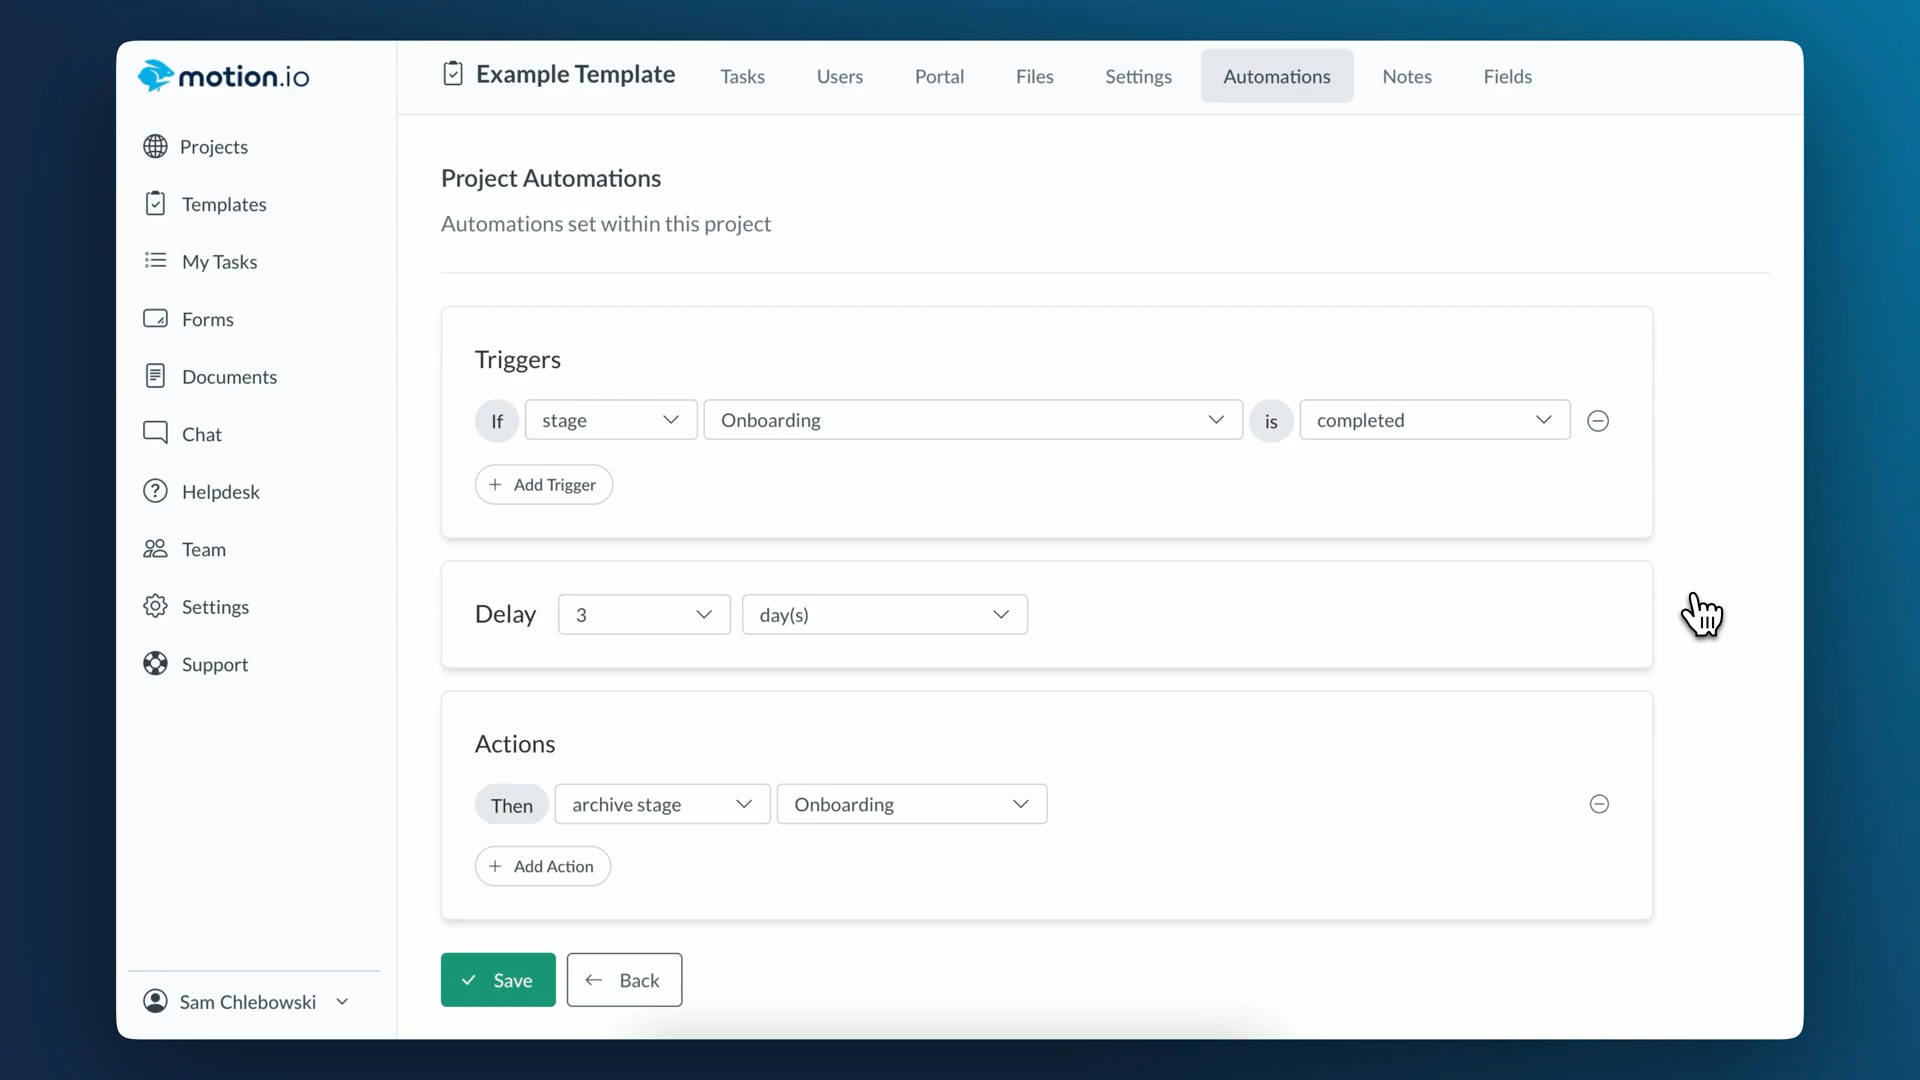 motion.io
Example Template
Tasks
Users
Portal
Files
Settings
Automations
Notes
Fields
Projects
Templates
My Tasks
Forms
Documents
Chat
Helpdesk
Team
Settings
Support
Sam Chlebowski
Project Automations
Automations set within this project
Triggers
If stage Onboarding is completed
+ Add Trigger
Delay 3 day(s)
Actions
Then archive stage Onboarding
+ Add Action
Save
Back